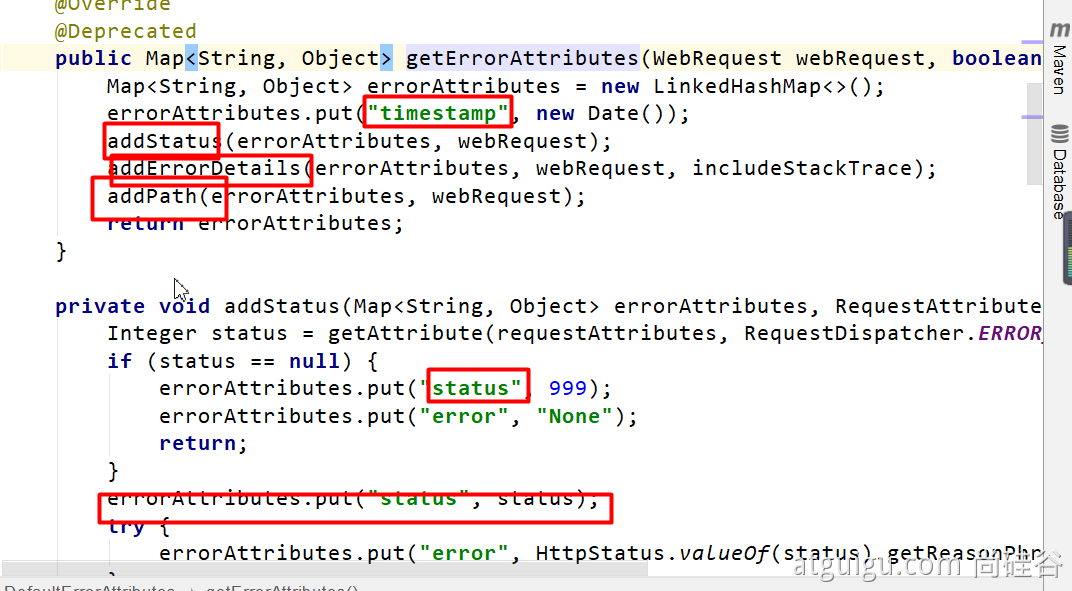 @Override
@Deprecated
public Map<String, Object> getErrorAttributes(WebRequest webRequest, boolean
Map<String, Object> errorAttributes = new LinkedHashMap<>();
errorAttributes.put("timestamp", new Date());
addStatus(errorAttributes, webRequest);
addErrorDetails(errorAttributes, webRequest, includeStackTrace);
addPath(errorAttributes, webRequest);
return errorAttributes;
}
private void addStatus(Map<String, Object> errorAttributes, RequestAttribute
Integer status = getAttribute(requestAttributes, RequestDispatcher.ERROR_
if (status == null) {
errorAttributes.put("status", 999);
errorAttributes.put("error", "None");
return;
}
errorAttributes.put("status", status);
try {
errorAttributes.put("error", HttpStatus.valueOf(status).getReasonPhr
}
DefaultErrorAttributes > getErrorAttributes()
m
Maven
Database
atguigu.com 尚硅谷